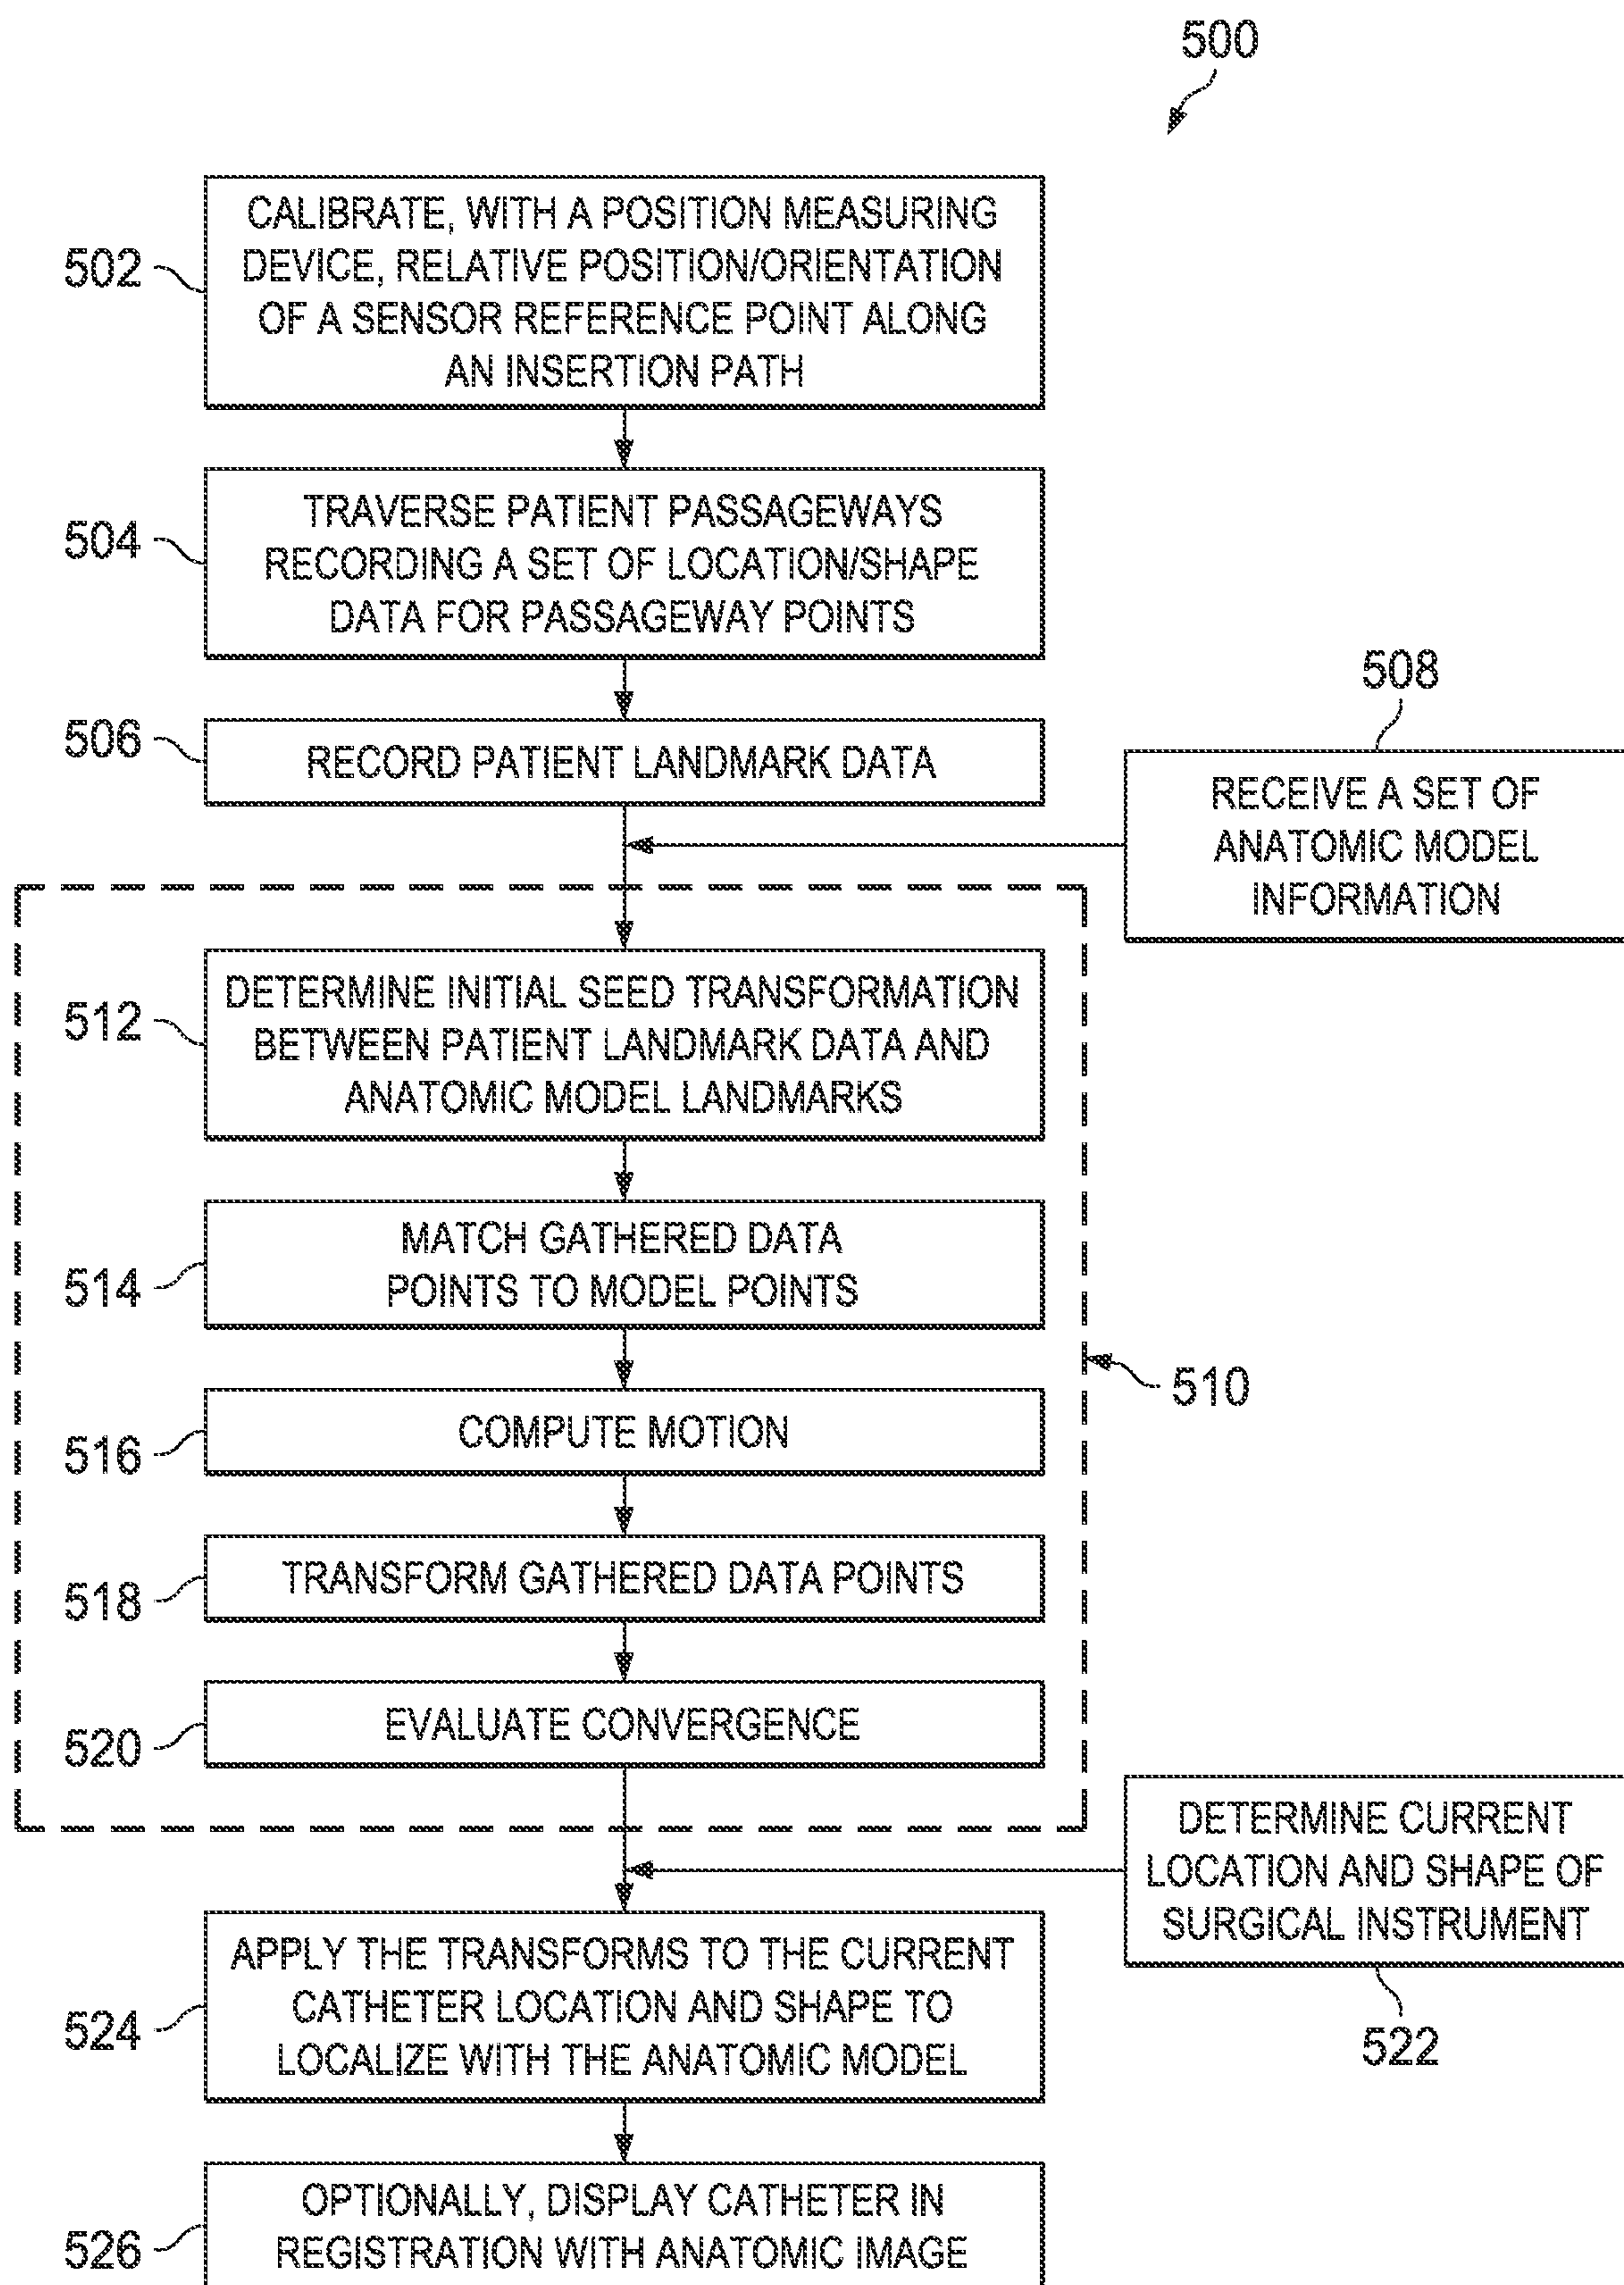 500
502
CALIBRATE, WITH A POSITION MEASURING
DEVICE, RELATIVE POSITION/ORIENTATION
OF A SENSOR REFERENCE POINT ALONG
AN INSERTION PATH
504
TRAVERSE PATIENT PASSAGEWAYS
RECORDING A SET OF LOCATION/SHAPE
DATA FOR PASSAGEWAY POINTS
506
RECORD PATIENT LANDMARK DATA
508
RECEIVE A SET OF
ANATOMIC MODEL
INFORMATION
510
512
DETERMINE INITIAL SEED TRANSFORMATION
BETWEEN PATIENT LANDMARK DATA AND
ANATOMIC MODEL LANDMARKS
514
MATCH GATHERED DATA
POINTS TO MODEL POINTS
516
COMPUTE MOTION
518
TRANSFORM GATHERED DATA POINTS
520
EVALUATE CONVERGENCE
DETERMINE CURRENT
LOCATION AND SHAPE OF
SURGICAL INSTRUMENT
522
524
APPLY THE TRANSFORMS TO THE CURRENT
CATHETER LOCATION AND SHAPE TO
LOCALIZE WITH THE ANATOMIC MODEL
526
OPTIONALLY, DISPLAY CATHETER IN
REGISTRATION WITH ANATOMIC IMAGE